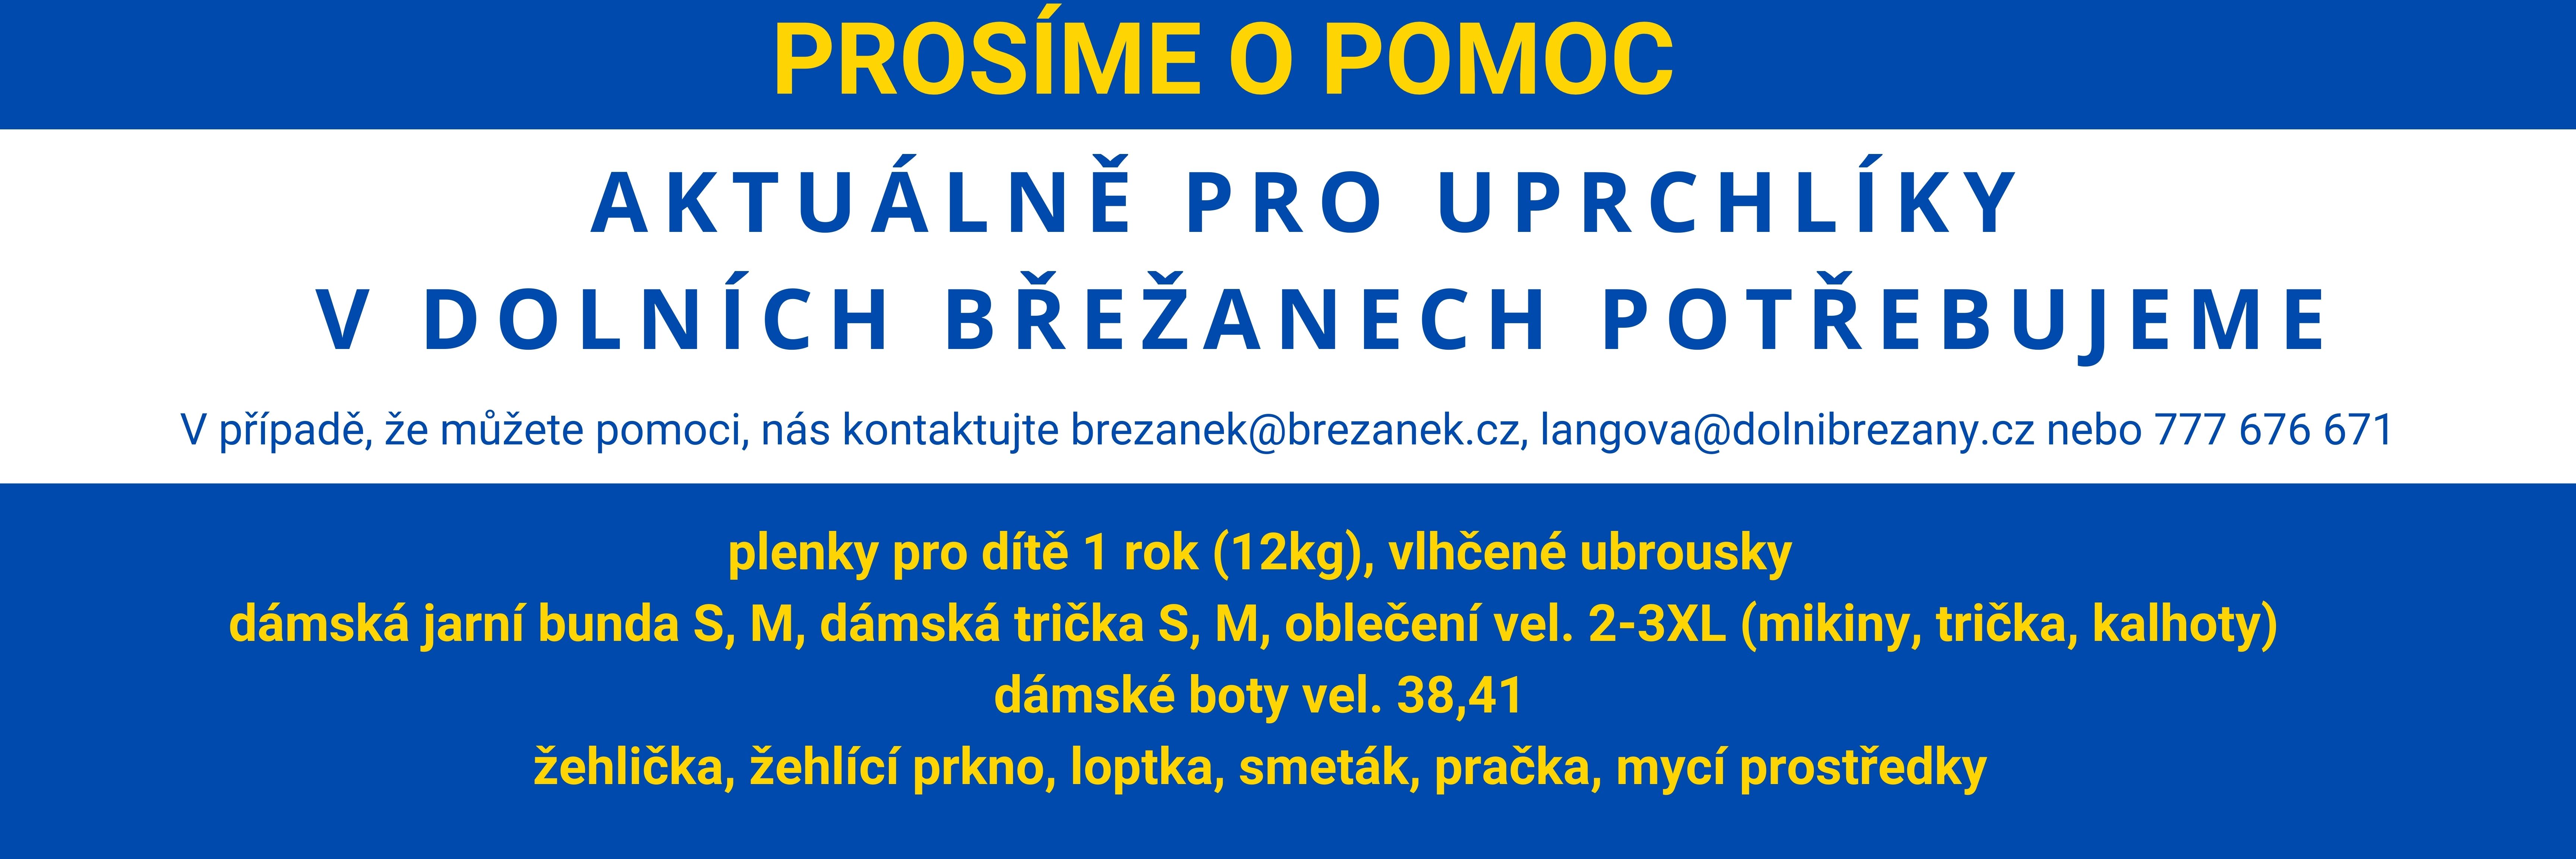 PROSÍME O POMOC
AKTUÁLNĚ PRO UPRCHLÍKY
V DOLNÍCH BŘEŽANECH POTŘEBUJEME
V případě, že můžete pomoci, nás kontaktujte brezanek@brezanek.cz, langova@dolnibrezany.cz nebo 777 676 671
plenky pro dítě 1 rok (12kg), vlhčené ubrousky
dámská jarní bunda S, M, dámská trička S, M, oblečení vel. 2-3XL (mikiny, trička, kalhoty)
dámské boty vel. 38,41
žehlička, žehlící prkno, loptka, smeták, pračka, mycí prostředky